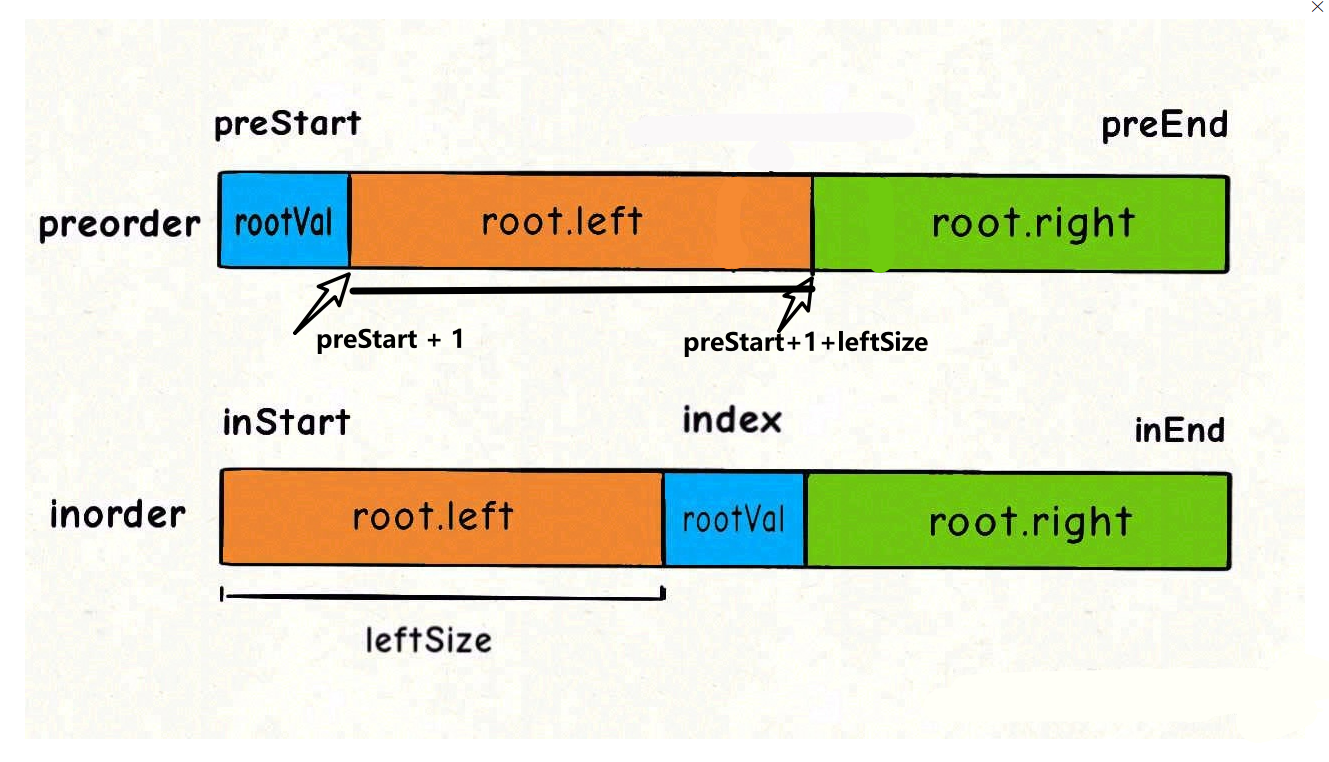 preStart preEnd
preorder rootVal root.left root.right
preStart + 1 preStart+1+leftSize
inStart index inEnd
inorder root.left rootVal root.right
leftSize